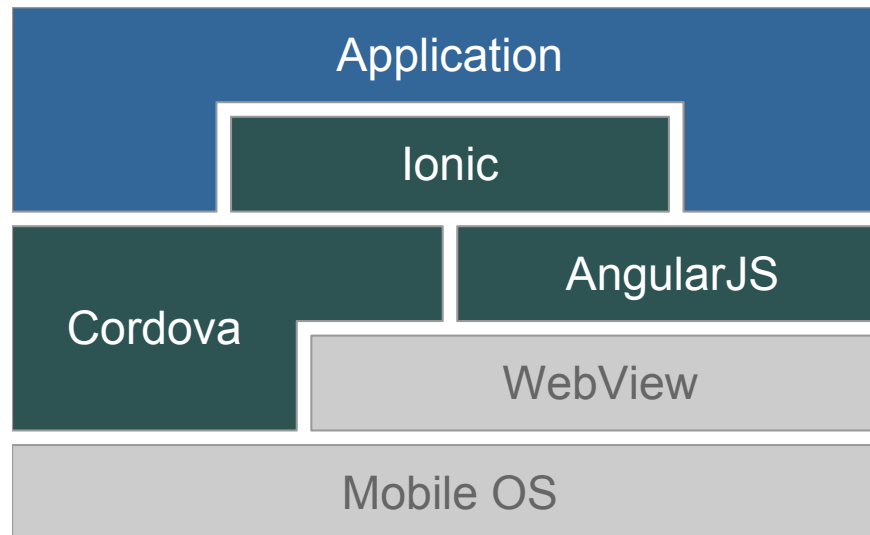 Application
Ionic
AngularJS
Cordova
WebView
Mobile OS